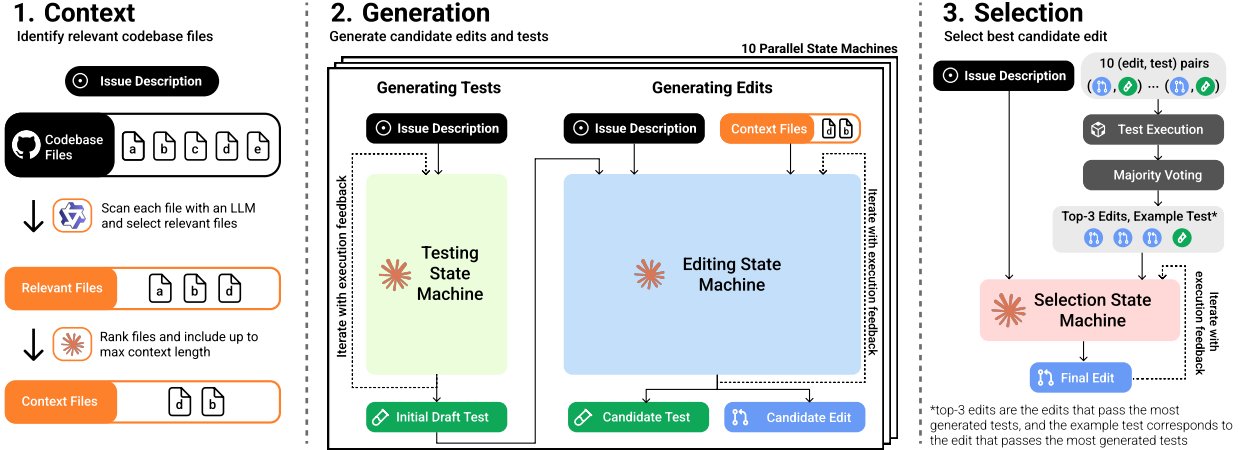 1. Context
Identify relevant codebase files
Issue Description
Codebase
Files
a b c d e
Scan each file with an LLM
and select relevant files
Relevant Files
a b d
Rank files and include up to
max context length
Context Files
d b
2. Generation
Generate candidate edits and tests
10 Parallel State Machines
Generating Tests
Issue Description
Iterate with execution feedback
Testing
State
Machine
Initial Draft Test
Generating Edits
Issue Description
Context Files
d b
Editing State
Machine
Iterate with execution feedback
Candidate Test
Candidate Edit
3. Selection
Select best candidate edit
Issue Description
10 (edit, test) pairs
( , ) ··· ( , )
Test Execution
Majority Voting
Top-3 Edits, Example Test*
Selection State
Machine
Iterate with
execution feedback
Final Edit
*top-3 edits are the edits that pass the most
generated tests, and the example test corresponds to
the edit that passes the most generated tests